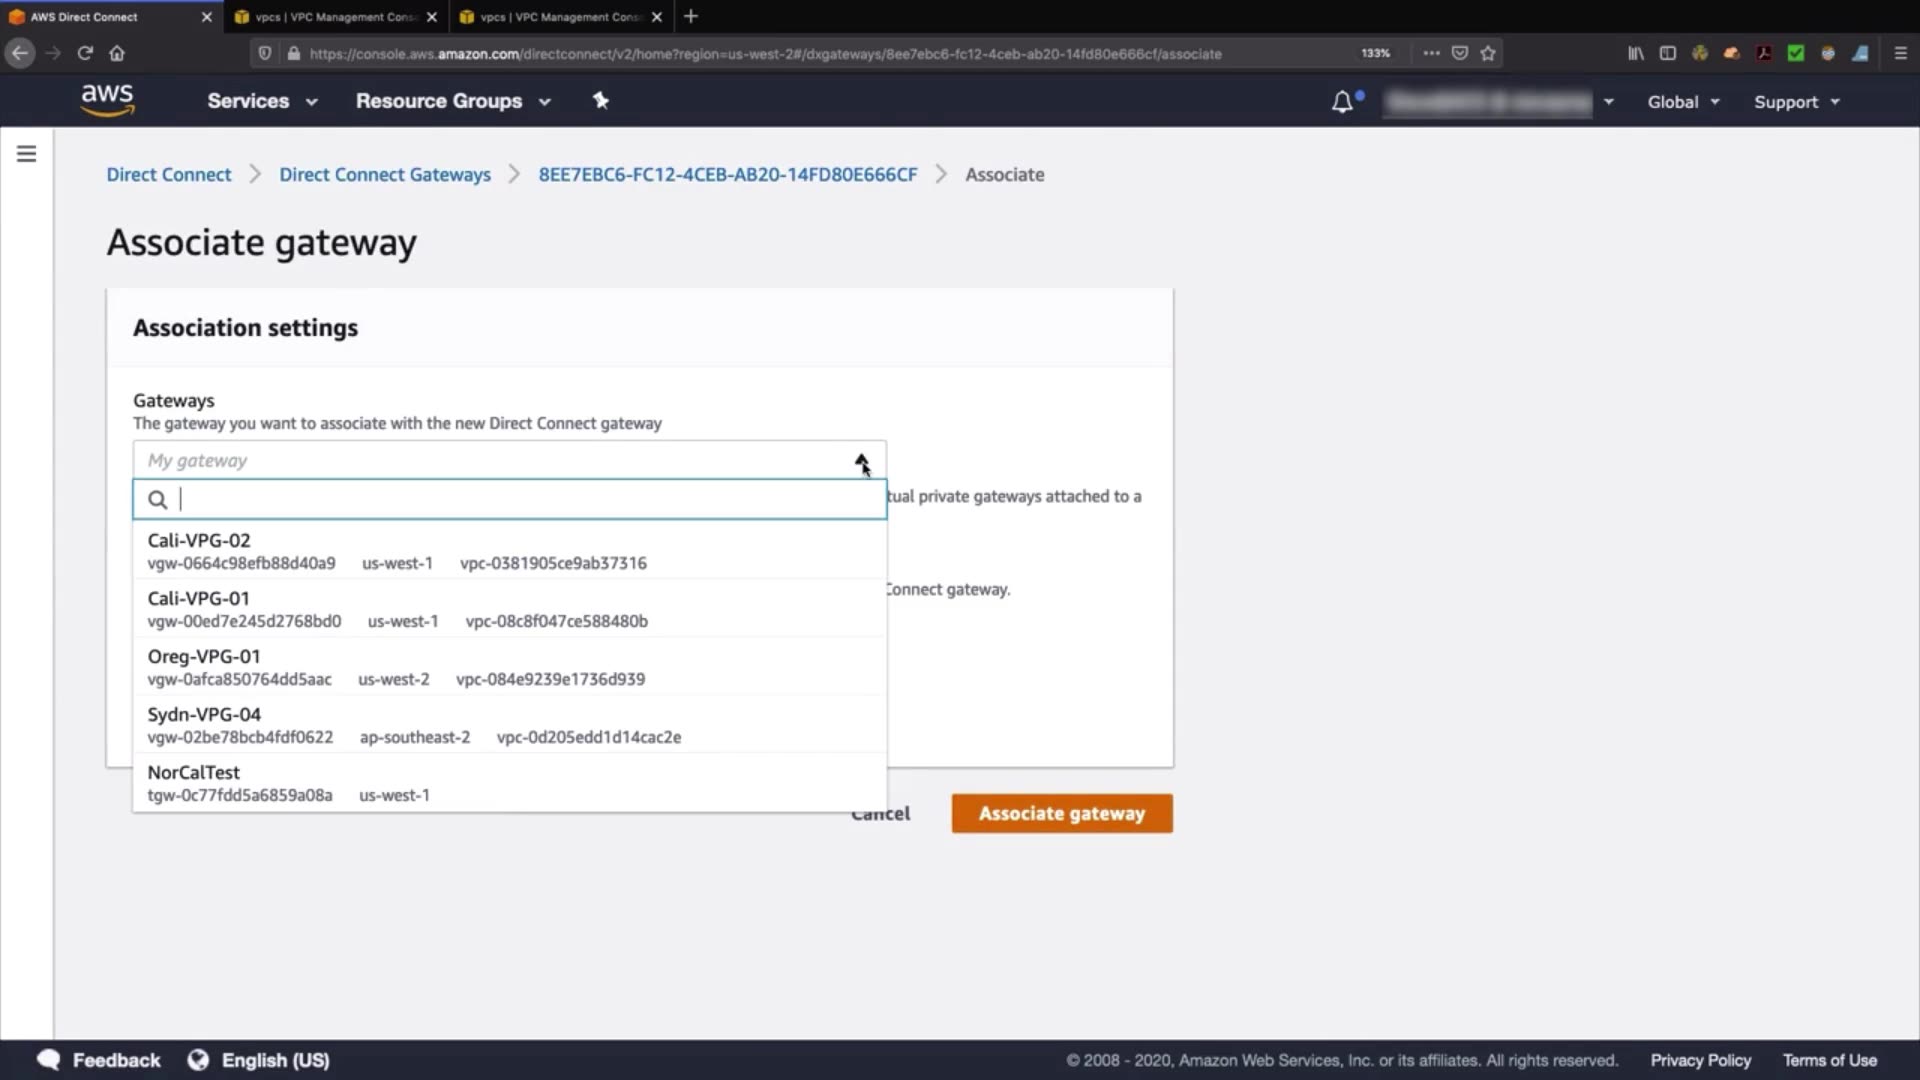 AWS Direct Connect
vpcs | VPC Management Cons
vpcs | VPC Management Cons
https://console.aws.amazon.com/directconnect/v2/home?region=us-west-2#/dxgateways/8ee7ebc6-fc12-4ceb-ab20-14fd80e666cf/associate
133%
aws
Services
Resource Groups
Global
Support
Direct Connect
Direct Connect Gateways
8EE7EBC6-FC12-4CEB-AB20-14FD80E666CF
Associate
Associate gateway
Association settings
Gateways
The gateway you want to associate with the new Direct Connect gateway
My gateway
tual private gateways attached to a
Cali-VPG-02
vgw-0664c98efb88d40a9 us-west-1 vpc-0381905ce9ab37316
Connect gateway.
Cali-VPG-01
vgw-00ed7e245d2768bd0 us-west-1 vpc-08c8f047ce588480b
Oreg-VPG-01
vgw-0afca850764dd5aac us-west-2 vpc-084e9239e1736d939
Sydn-VPG-04
vgw-02be78bcb4fdf0622 ap-southeast-2 vpc-0d205edd1d14cac2e
NorCalTest
tgw-0c77fdd5a6859a08a us-west-1
Cancel
Associate gateway
Feedback
English (US)
© 2008 - 2020, Amazon Web Services, Inc. or its affiliates. All rights reserved.
Privacy Policy
Terms of Use